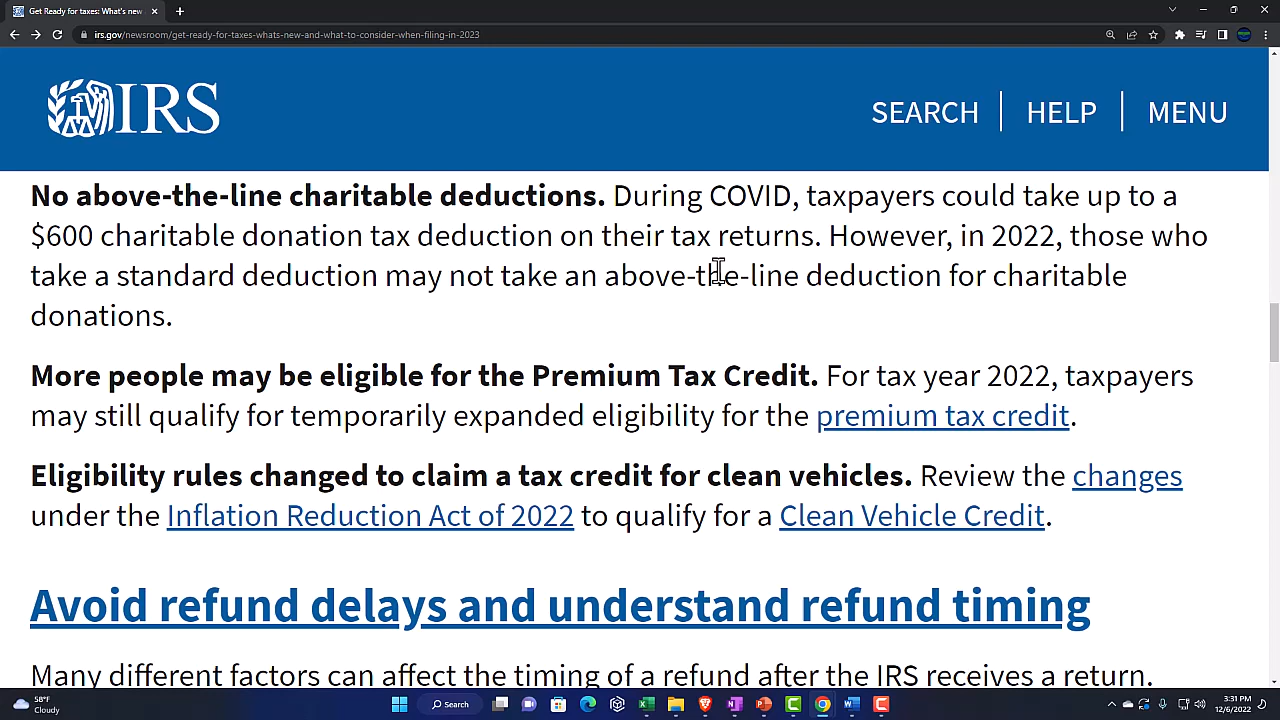 Get Ready for taxes: What's new
irs.gov/newsroom/get-ready-for-taxes-whats-new-and-what-to-consider-when-filing-in-2023
IRS
SEARCH | HELP | MENU
No above-the-line charitable deductions. During COVID, taxpayers could take up to a
$600 charitable donation tax deduction on their tax returns. However, in 2022, those who
take a standard deduction may not take an above-the-line deduction for charitable
donations.
More people may be eligible for the Premium Tax Credit. For tax year 2022, taxpayers
may still qualify for temporarily expanded eligibility for the premium tax credit.
Eligibility rules changed to claim a tax credit for clean vehicles. Review the changes
under the Inflation Reduction Act of 2022 to qualify for a Clean Vehicle Credit.
Avoid refund delays and understand refund timing
Many different factors can affect the timing of a refund after the IRS receives a return.
58°F
Cloudy
Search
3:31 PM
12/6/2022